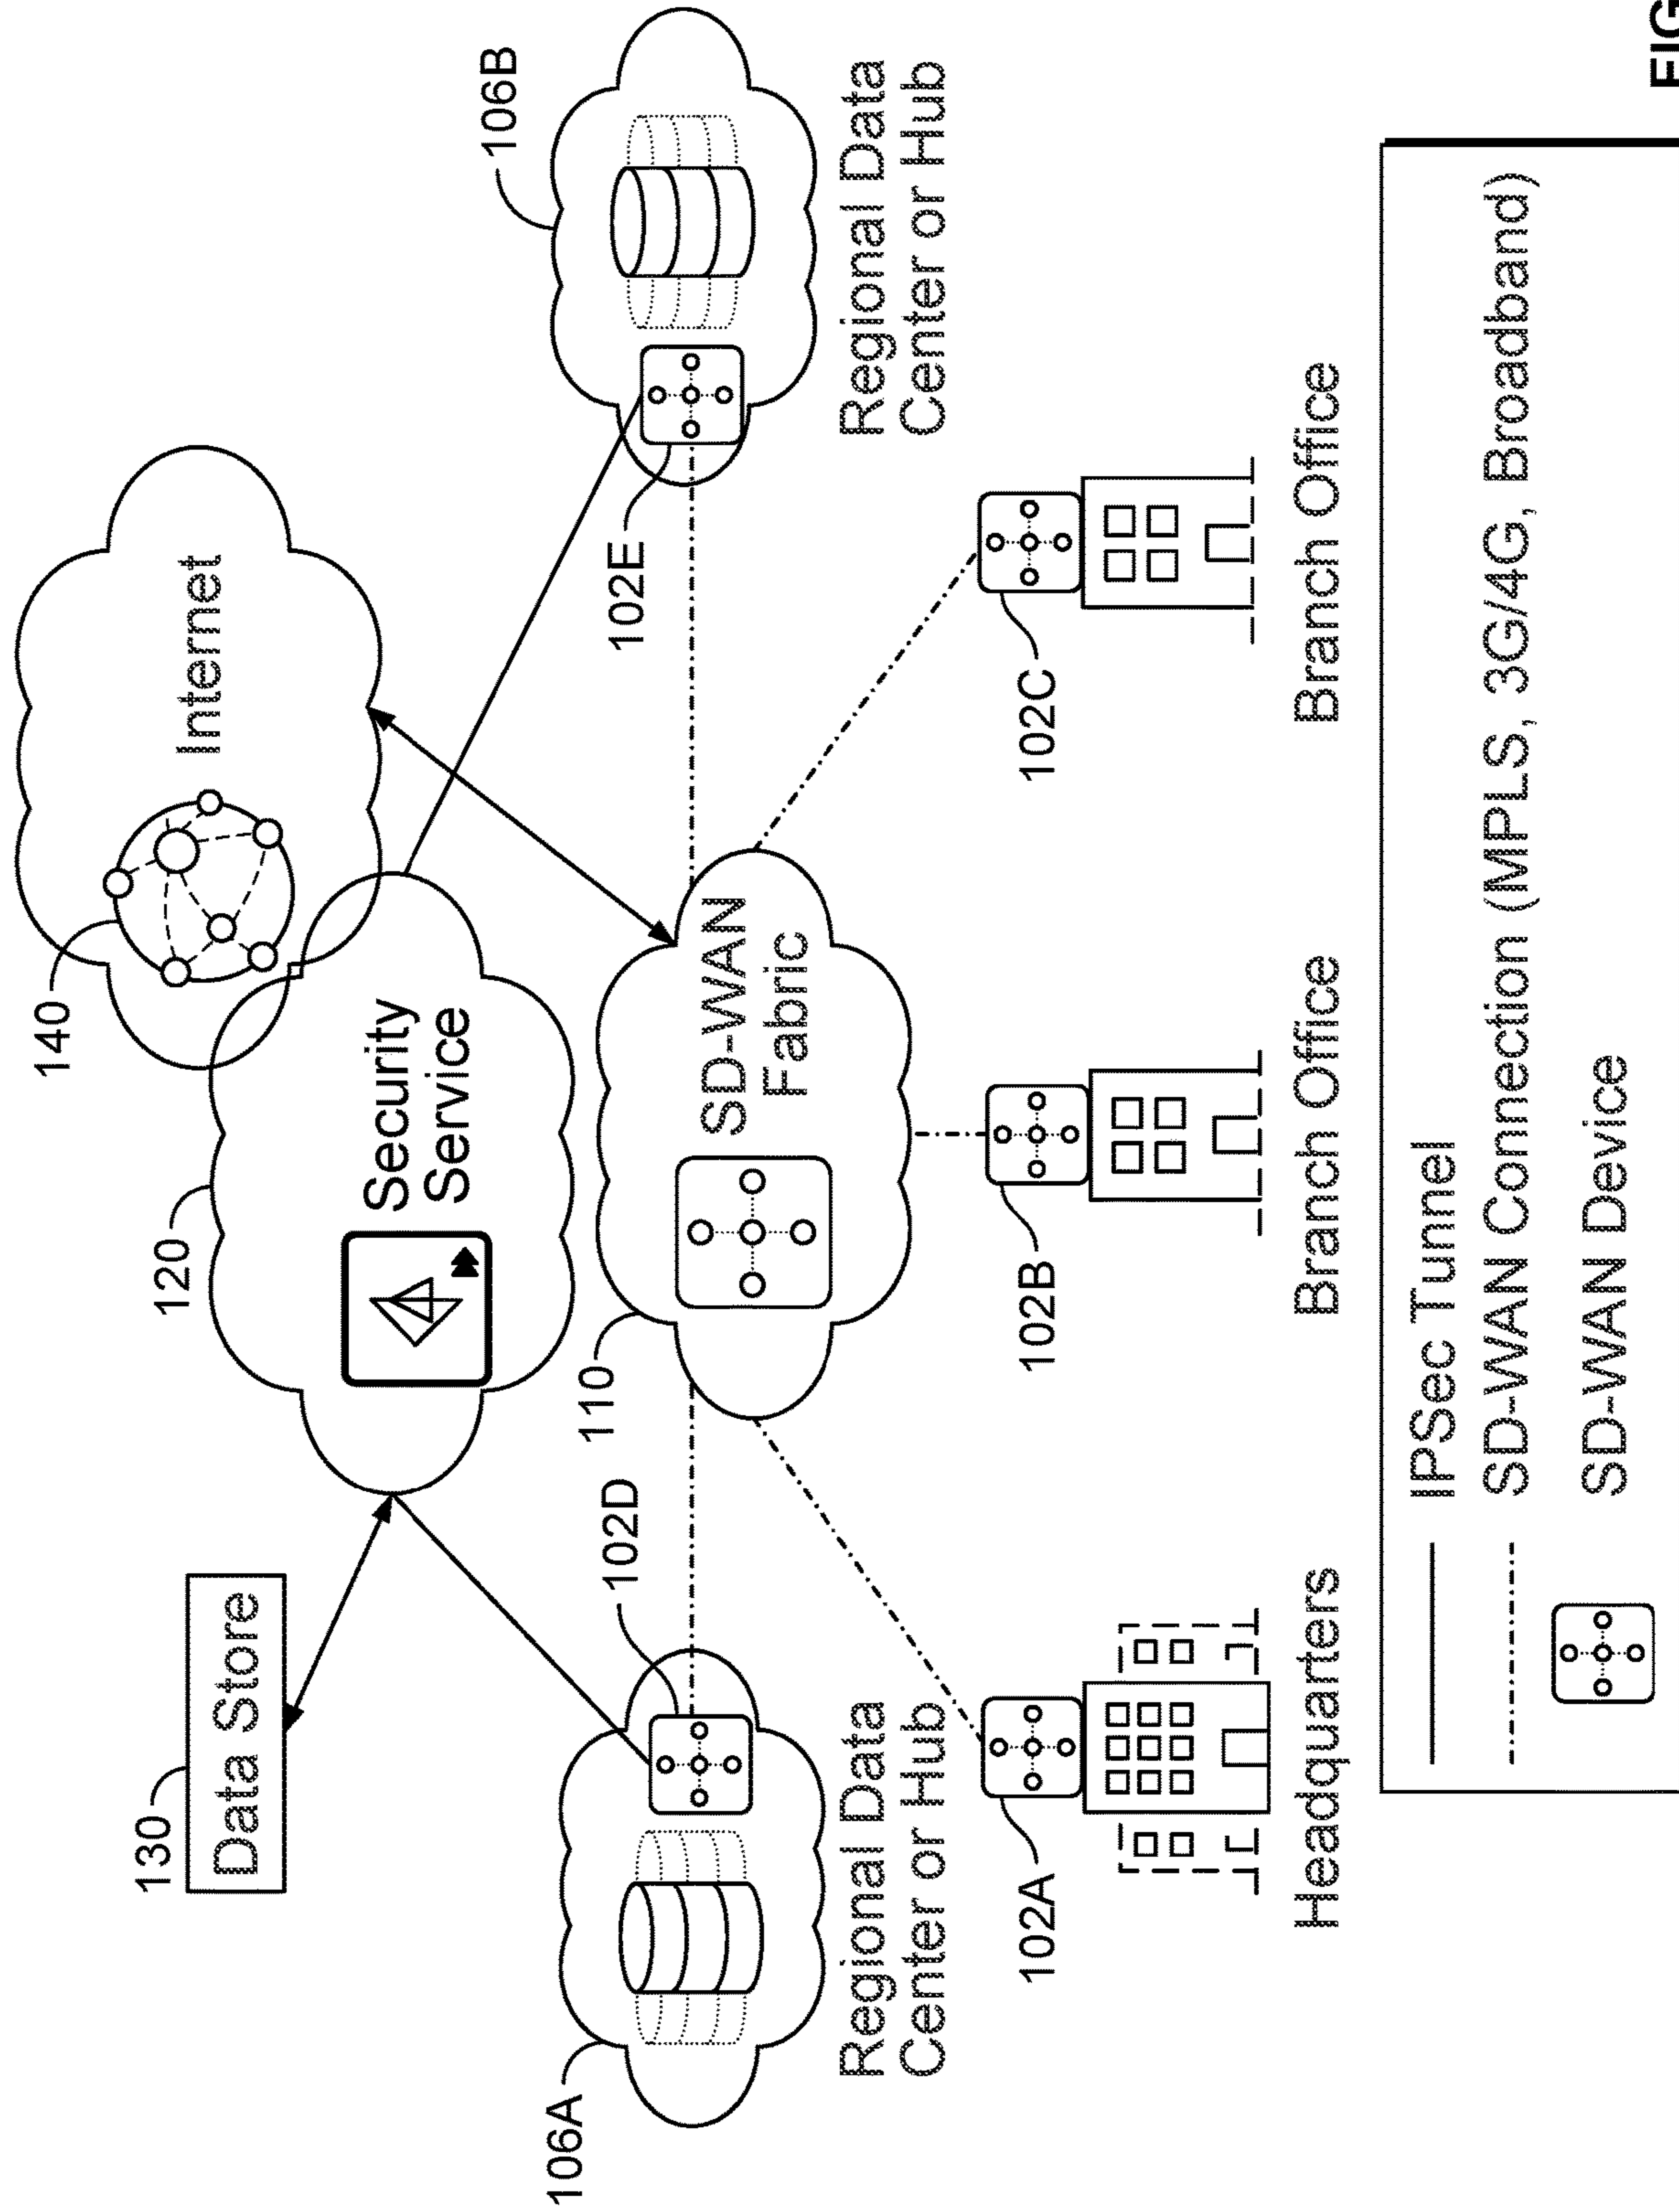 140
Internet
120
Security
Service
130
Data Store
106B
102E
Regional Data
Center or Hub
110
SD-WAN
Fabric
102D
106A
Regional Data
Center or Hub
102A
Headquarters
102B
Branch Office
102C
Branch Office
IPSec Tunnel
SD-WAN Connection (MPLS, 3G/4G, Broadband)
SD-WAN Device
FIG